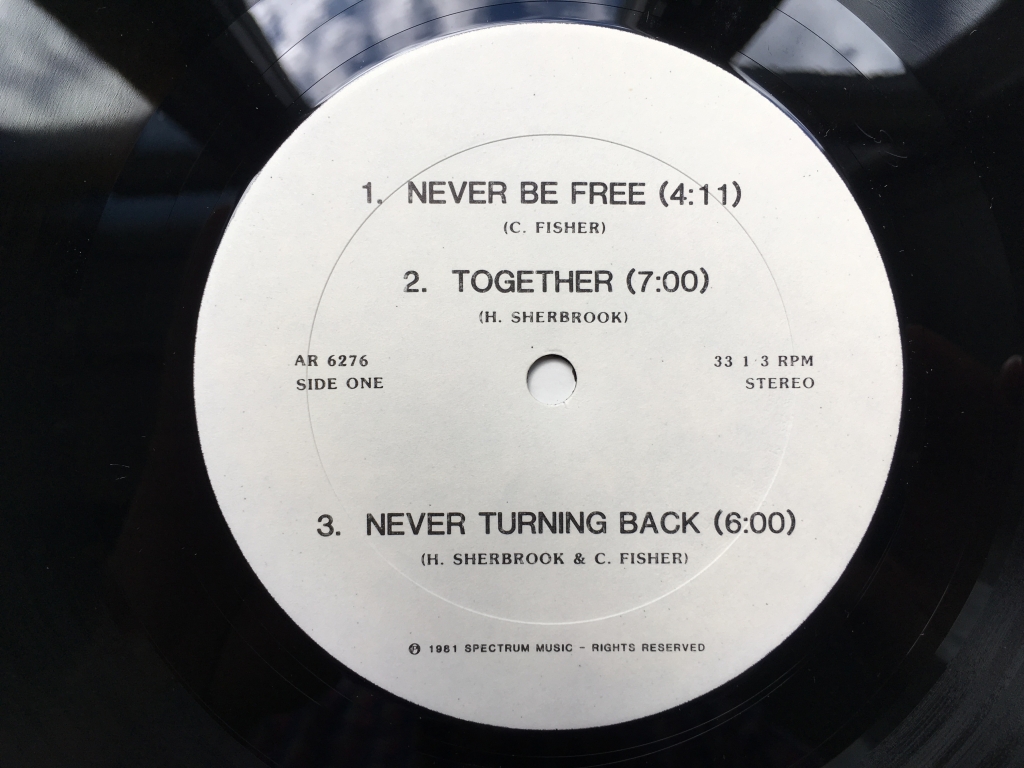 1. NEVER BE FREE (4:11)
(C. FISHER)
2. TOGETHER (7:00)
(H. SHERBROOK)
AR 6276
SIDE ONE
33 1 3 RPM
STEREO
3. NEVER TURNING BACK (6:00)
(H. SHERBROOK & C. FISHER)
℗ 1981 SPECTRUM MUSIC - RIGHTS RESERVED